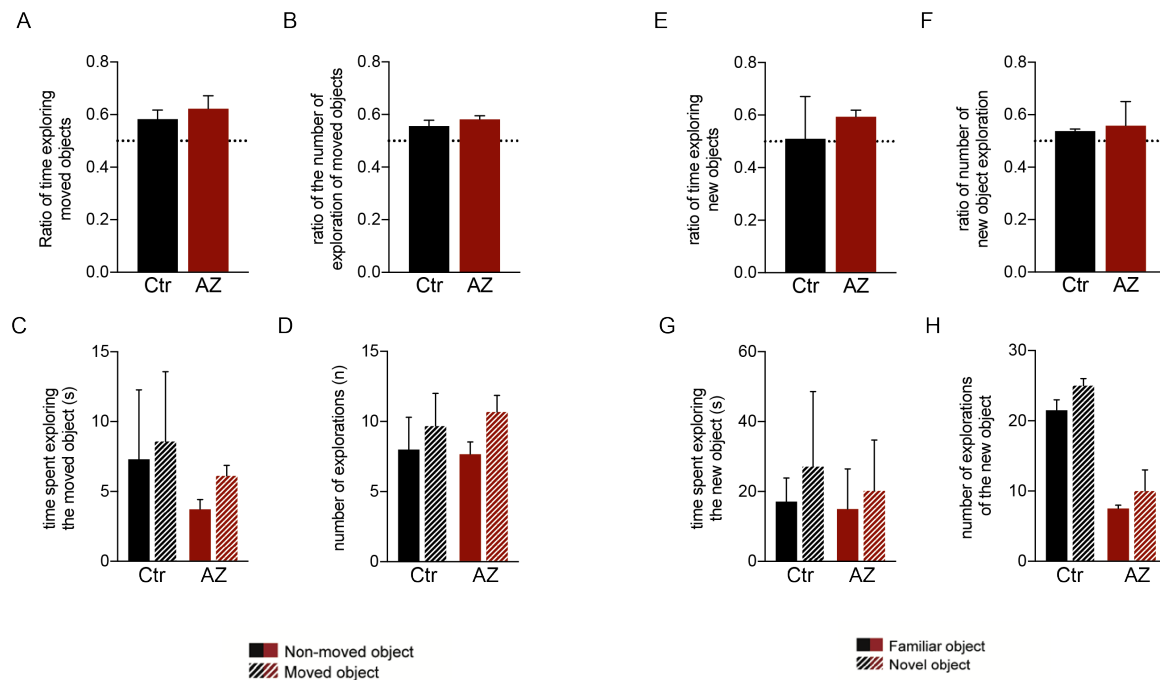 A
Ratio of time exploring
moved objects
0.8
0.6
0.4
0.2
0.0
Ctr AZ
B
ratio of the number of
exploration of moved objects
0.8
0.6
0.4
0.2
0.0
Ctr AZ
E
ratio of time exploring
new objects
0.8
0.6
0.4
0.2
0.0
Ctr AZ
F
ratio of number of
new object exploration
0.8
0.6
0.4
0.2
0.0
Ctr AZ
C
time spent exploring
the moved object (s)
15
10
5
0
Ctr AZ
D
number of explorations (n)
15
10
5
0
Ctr AZ
G
time spent exploring
the new object (s)
60
40
20
0
Ctr AZ
H
number of explorations
of the new object
30
20
10
0
Ctr AZ
Non-moved object
Moved object
Familiar object
Novel object